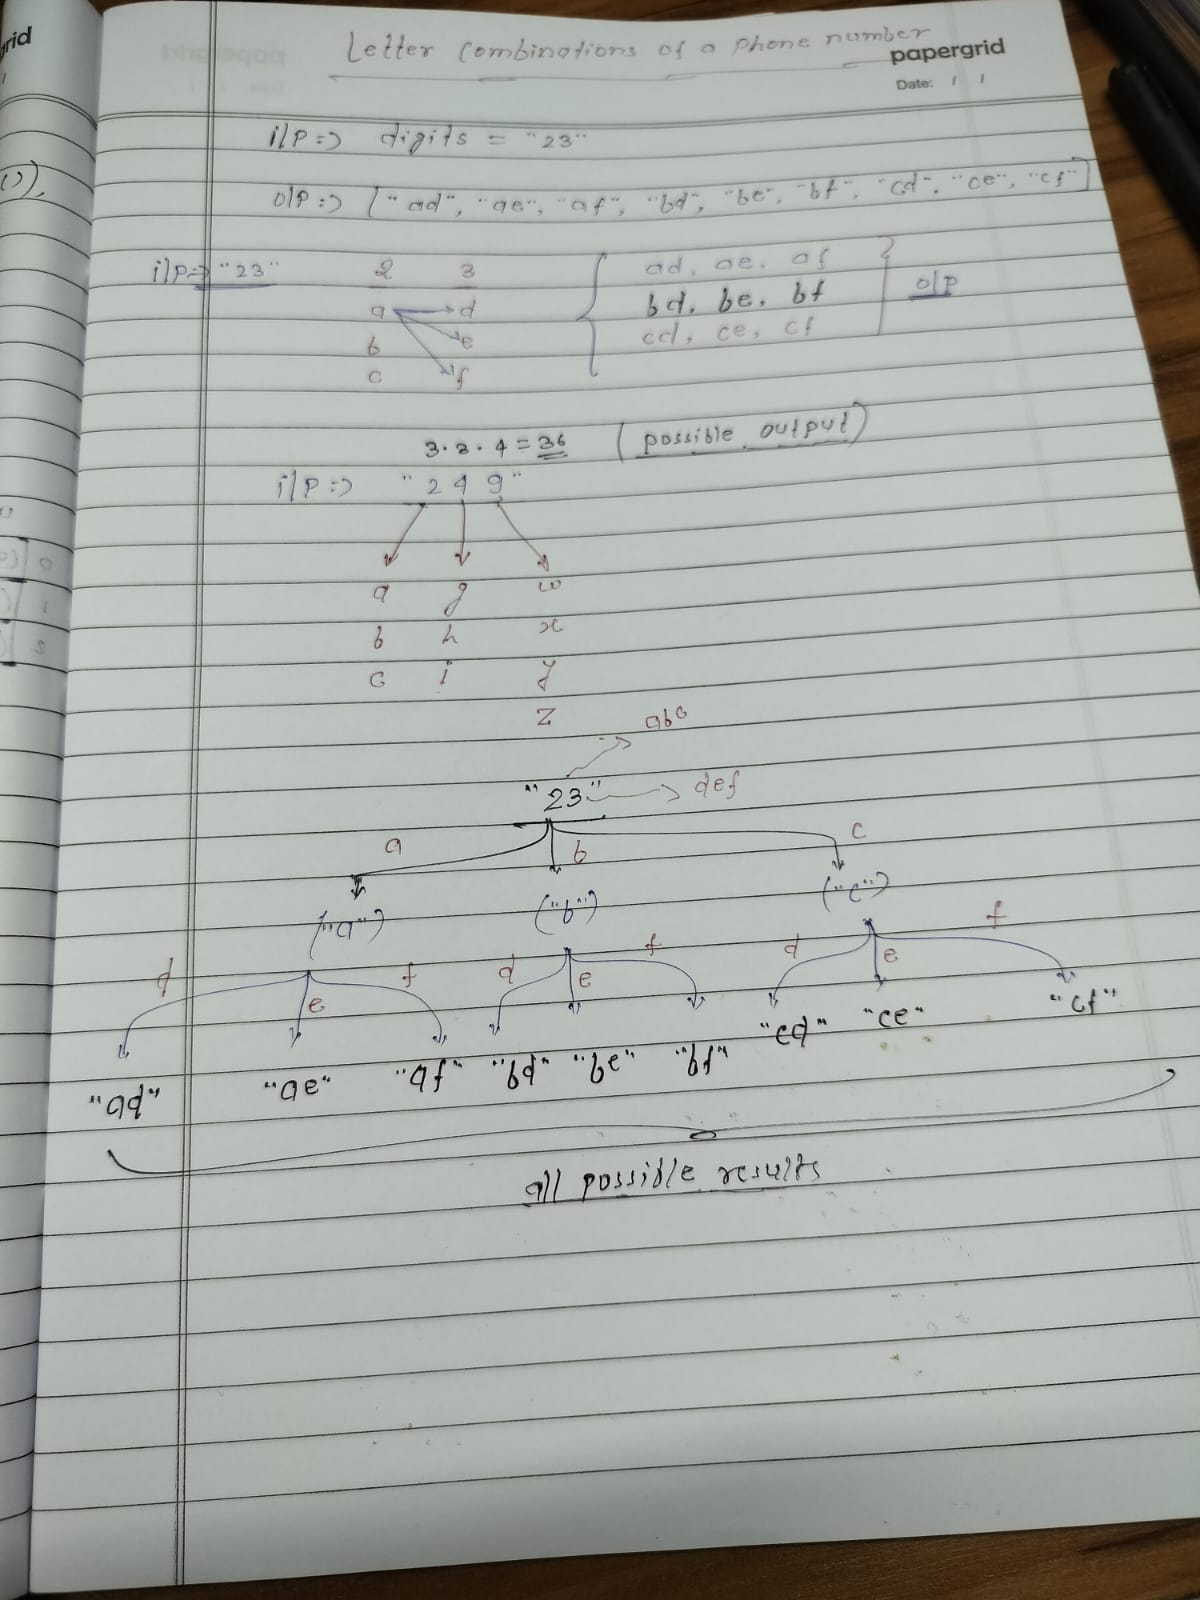 Letter Combinations of a phone number
papergrid
Date: / /
i/p => digits = "23"
o/p => ["ad", "ae", "af", "bd", "be", "bf", "cd", "ce", "cf"]
i/p => "23" 2 3 { ad, ae, af } o/p
a d bd, be, bf
b e cd, ce, cf
c f
3.3.4 = 36 (possible output)
i/p => "2 4 9"
a g w
b h x
c i y
z
abc
"23" def
a b c
("a") ("b") ("c")
d e f d e f d e f
"ad" "ae" "af" "bd" "be" "bf" "cd" "ce" "cf"
all possible results